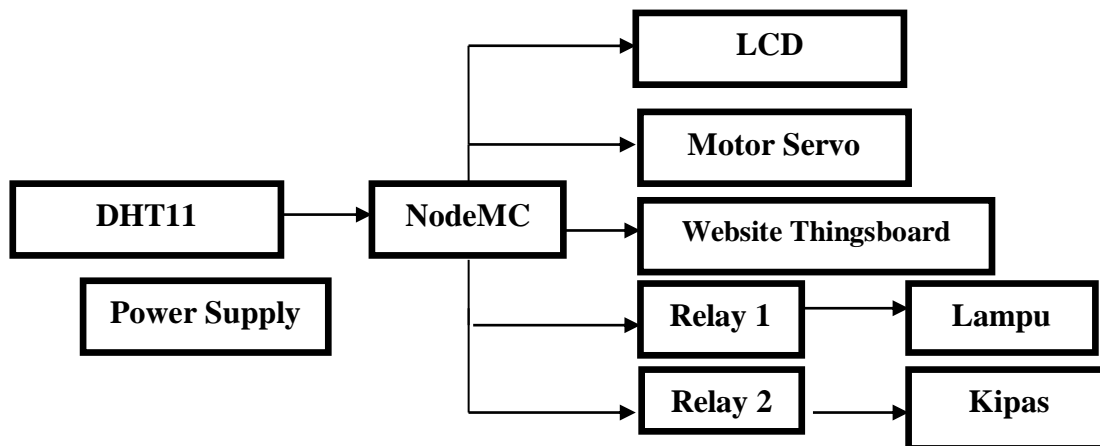 LCD
Motor Servo
DHT11
NodeMC
Website Thingsboard
Power Supply
Relay 1
Lampu
Relay 2
Kipas